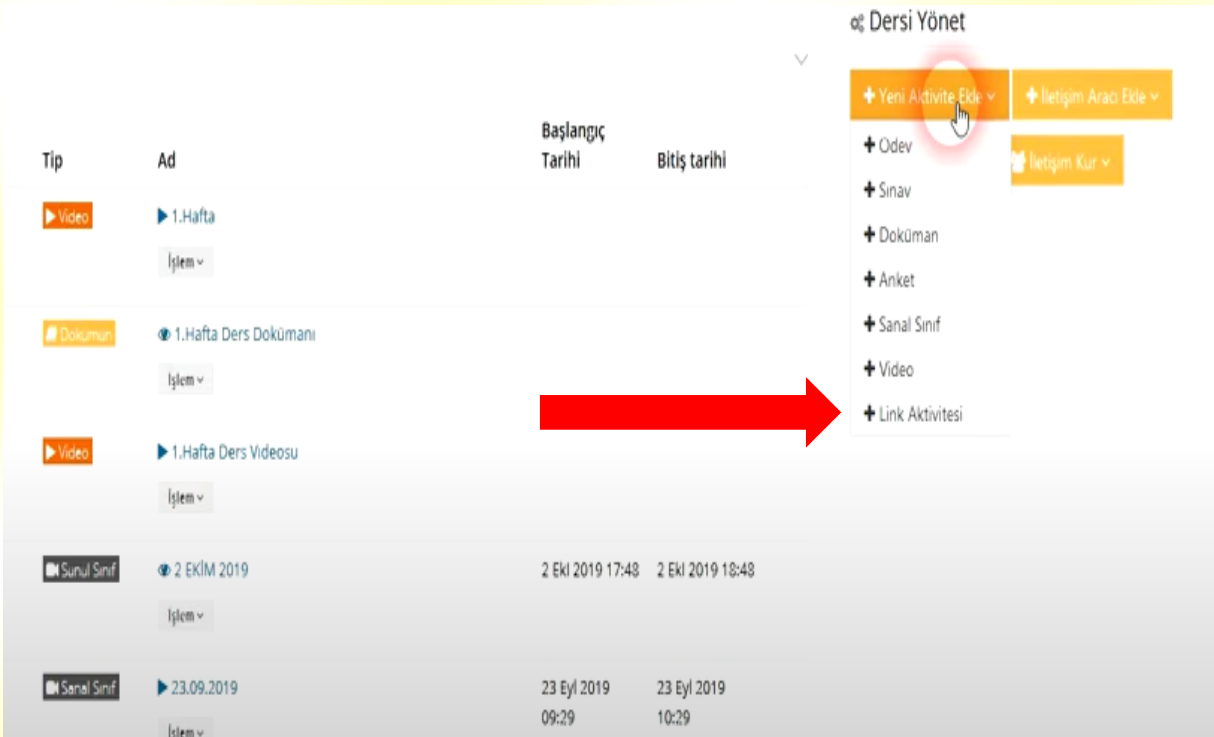 Dersi Yönet
Yeni Aktivite Ekle
İletişim Aracı Ekle
Ödev
İletişim Kur
Sınav
Doküman
Anket
Sanal Sınıf
Video
Link Aktivitesi
Tip Ad Başlangıç Tarihi Bitiş tarihi
Video 1.Hafta
İşlem
Doküman 1.Hafta Ders Dokümanı
İşlem
Video 1.Hafta Ders Videosu
İşlem
Sanal Sınıf 2 EKİM 2019 2 Eki 2019 17:48 2 Eki 2019 18:48
İşlem
Sanal Sınıf 23.09.2019 23 Eyl 2019 23 Eyl 2019
09:29 10:29
İşlem